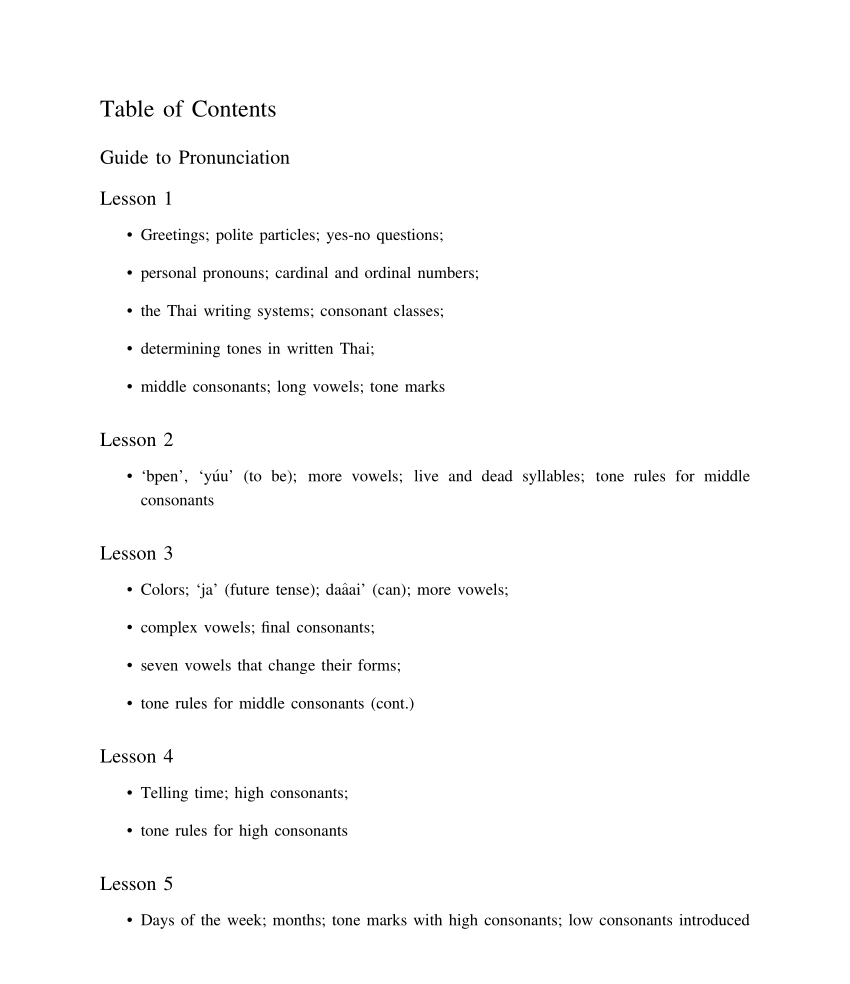 Table of Contents
Guide to Pronunciation
Lesson 1
• Greetings; polite particles; yes-no questions;
• personal pronouns; cardinal and ordinal numbers;
• the Thai writing systems; consonant classes;
• determining tones in written Thai;
• middle consonants; long vowels; tone marks
Lesson 2
• ‘bpen’, ‘yúu’ (to be); more vowels; live and dead syllables; tone rules for middle
consonants
Lesson 3
• Colors; ‘ja’ (future tense); daâai’ (can); more vowels;
• complex vowels; final consonants;
• seven vowels that change their forms;
• tone rules for middle consonants (cont.)
Lesson 4
• Telling time; high consonants;
• tone rules for high consonants
Lesson 5
• Days of the week; months; tone marks with high consonants; low consonants introduced